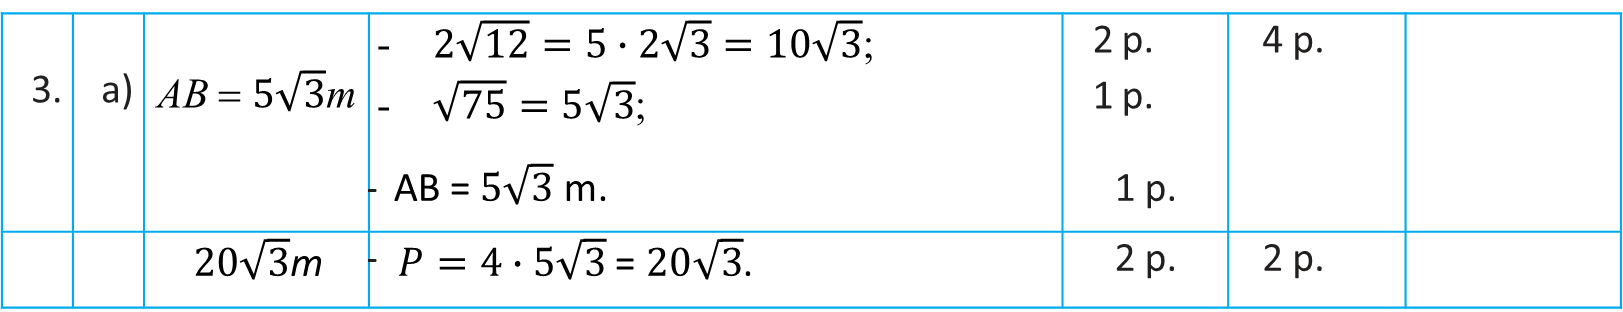 3. a) AB = 5√3m - 2√12 = 5 · 2√3 = 10√3; 2 p. 4 p.
- √75 = 5√3; 1 p.
- AB = 5√3 m. 1 p.
20√3m - P = 4 · 5√3 = 20√3. 2 p. 2 p.